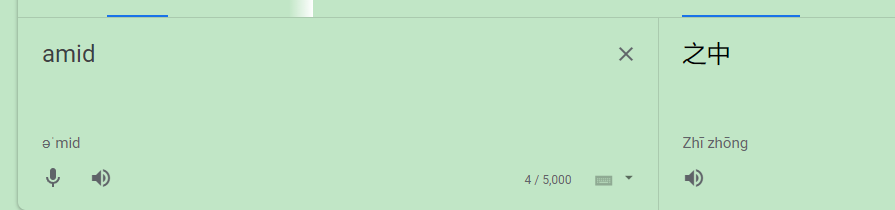 amid
之中
əˈmid
Zhī zhōng
4 / 5,000